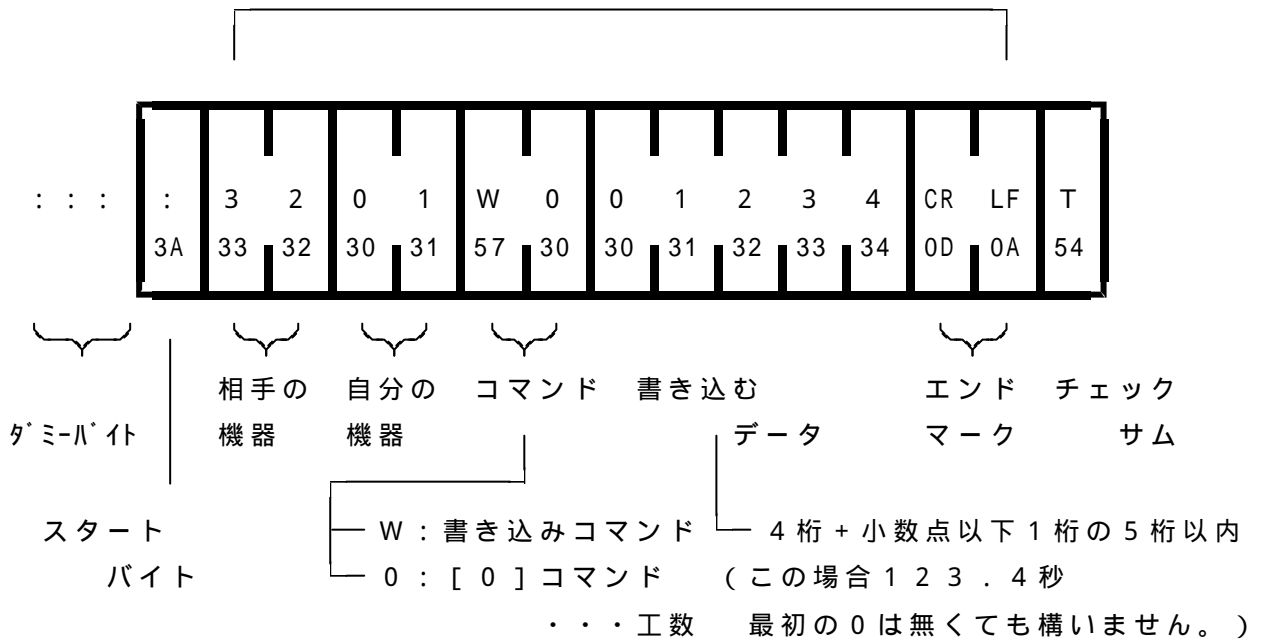 : : : : 3 2 0 1 W 0 0 1 2 3 4 CR LF T
3A 33 32 30 31 57 30 30 31 32 33 34 0D 0A 54
相手の 自分の コマンド 書き込む エンド チェック
ダミーバイト 機器 機器 データ マーク サム
スタート W:書き込みコマンド 4桁+小数点以下1桁の5桁以内
バイト 0:[0]コマンド (この場合123.4秒
・・・工数 最初の0は無くても構いません。)